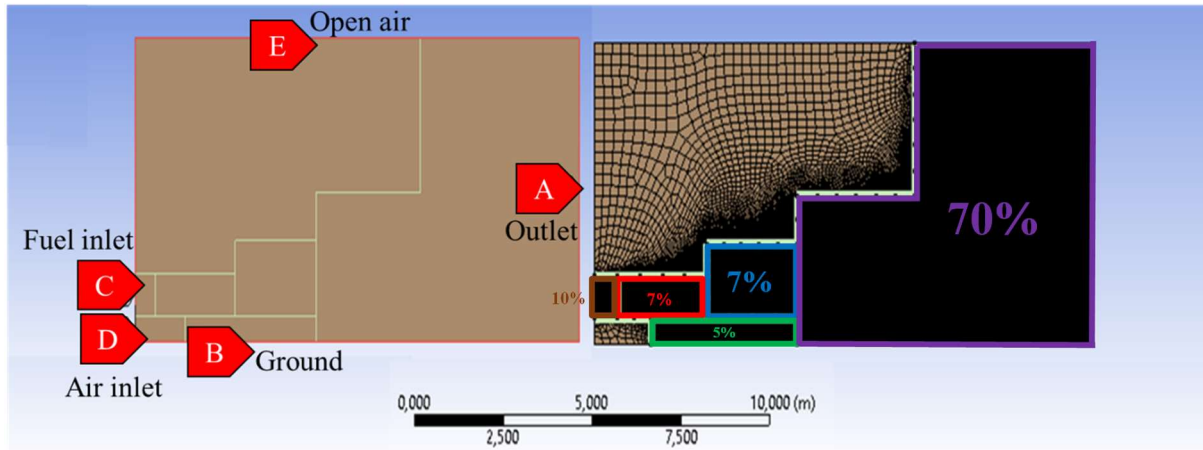 E
Open air
A
Outlet
Fuel inlet
C
D
B
Ground
Air inlet
70%
7%
10%
7%
5%
0,000
5,000
10,000 (m)
2,500
7,500